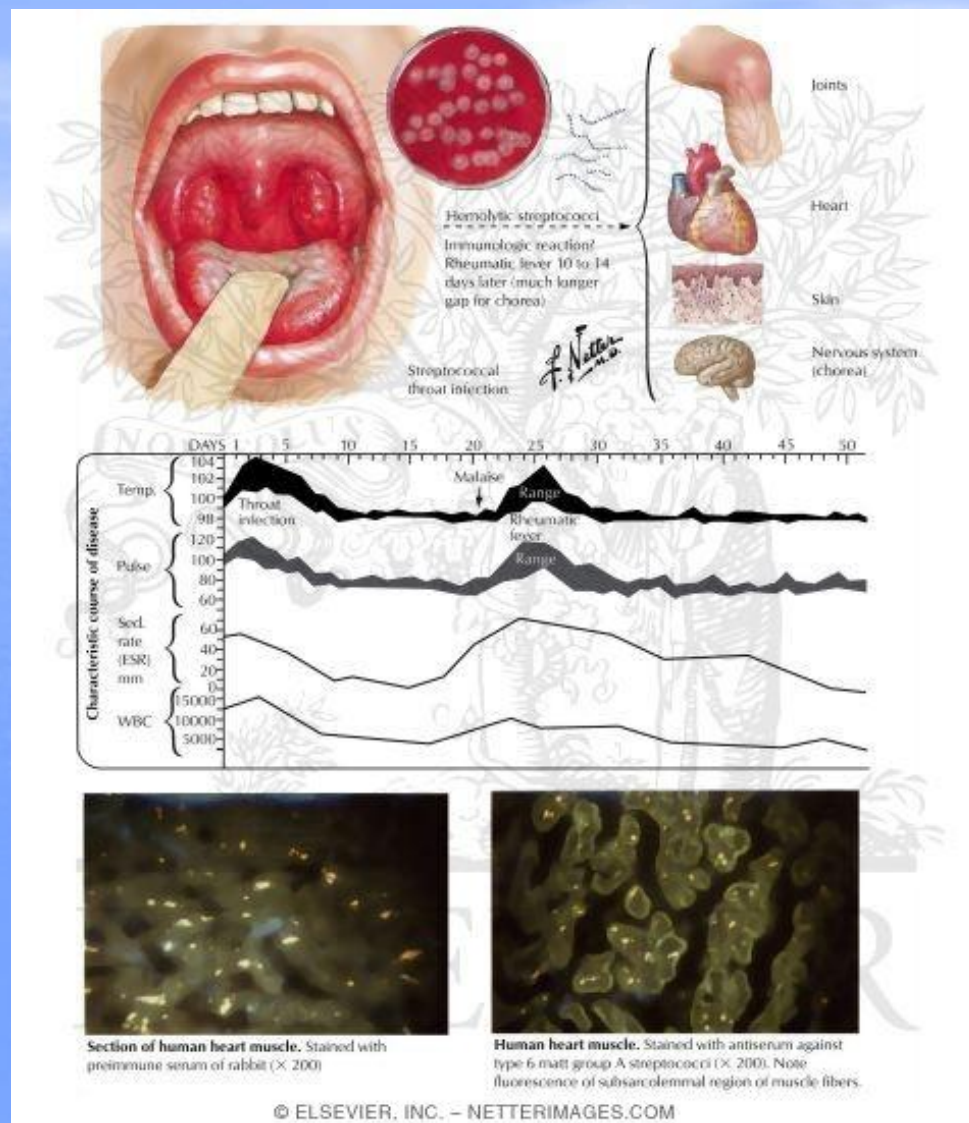 Joints
Heart
Skin
Nervous system
(chorea)
Hemolytic streptococci
Immunologic reaction?
Rheumatic fever 10 to 14
days later (much longer
gap for chorea)
F. Netter
M.D.
Streptococcal
throat infection
DAYS 1 5 10 15 20 25 30 35 40 45 50
Characteristic course of disease
Temp.
104
102
100
98
Throat
infection
Malaise
Range
Rheumatic
fever
Pulse
120
100
80
60
Range
Sed.
rate
(ESR)
mm
60
40
20
0
WBC
15000
10000
5000
Section of human heart muscle. Stained with
preimmune serum of rabbit (× 200)
Human heart muscle. Stained with antiserum against
type 6 matt group A streptococci (× 200). Note
fluorescence of subsarcolemmal region of muscle fibers.
© ELSEVIER, INC. – NETTERIMAGES.COM